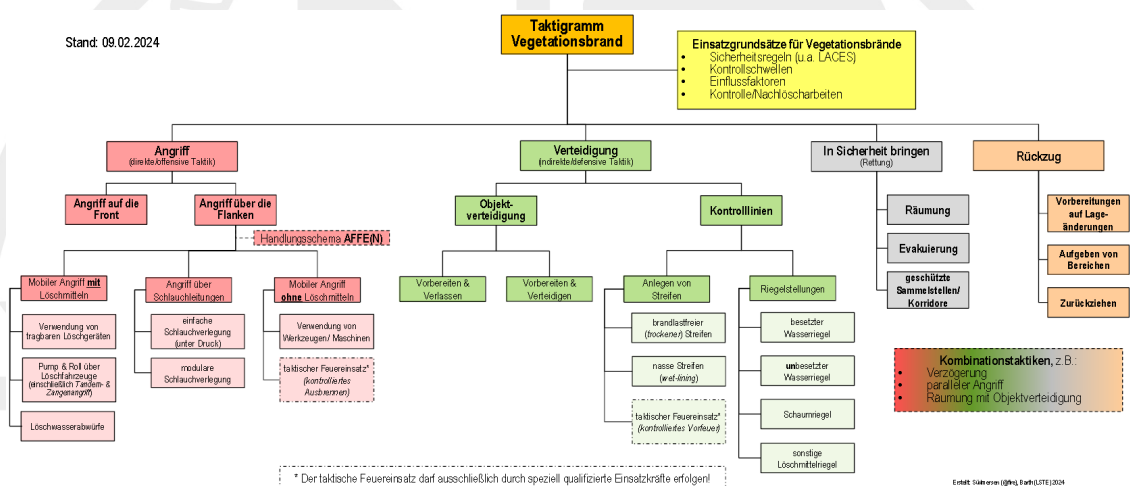 Stand: 09.02.2024
Taktigramm
Vegetationsbrand
Einsatzgrundsätze für Vegetationsbrände
• Sicherheitsregeln (u.a. LACES)
• Kontrollschwellen
• Einflussfaktoren
• Kontrolle/Nachlöscharbeiten
Angriff
(direkte/offensive Taktik)
Angriff auf die
Front
Angriff über die
Flanken
Handlungsschema AFFE(N)
Mobiler Angriff mit
Löschmitteln
Verwendung von
tragbaren Löschgeräten
Pump & Roll über
Löschfahrzeuge
(einschließlich Tandem- &
Zangenangriff)
Löschwasserabwürfe
Angriff über
Schlauchleitungen
einfache
Schlauchverlegung
(unter Druck)
modulare
Schlauchverlegung
Mobiler Angriff
ohne Löschmitteln
Verwendung von
Werkzeugen/ Maschinen
taktischer Feuereinsatz*
(kontrolliertes
Ausbrennen)
Verteidigung
(indirekte/defensive Taktik)
Objekt-
verteidigung
Vorbereiten &
Verlassen
Vorbereiten &
Verteidigen
Kontrolllinien
Anlegen von
Streifen
brandlastfreier
(trockener) Streifen
nasse Streifen
(wet-lining)
taktischer Feuereinsatz*
(kontrolliertes Vorfeuer)
Riegelstellungen
besetzter
Wasserriegel
unbesetzter
Wasserriegel
Schaumriegel
sonstige
Löschmittelriegel
In Sicherheit bringen
(Rettung)
Räumung
Evakuierung
geschützte
Sammelstellen/
Korridore
Rückzug
Vorbereitungen
auf Lage-
änderungen
Aufgeben von
Bereichen
Zurückziehen
Kombinationstaktiken, z.B.:
• Verzögerung
• paralleler Angriff
• Räumung mit Objektverteidigung
* Der taktische Feuereinsatz darf ausschließlich durch speziell qualifizierte Einsatzkräfte erfolgen!
Erstellt: (@fire), Barth (LSTE) 2024